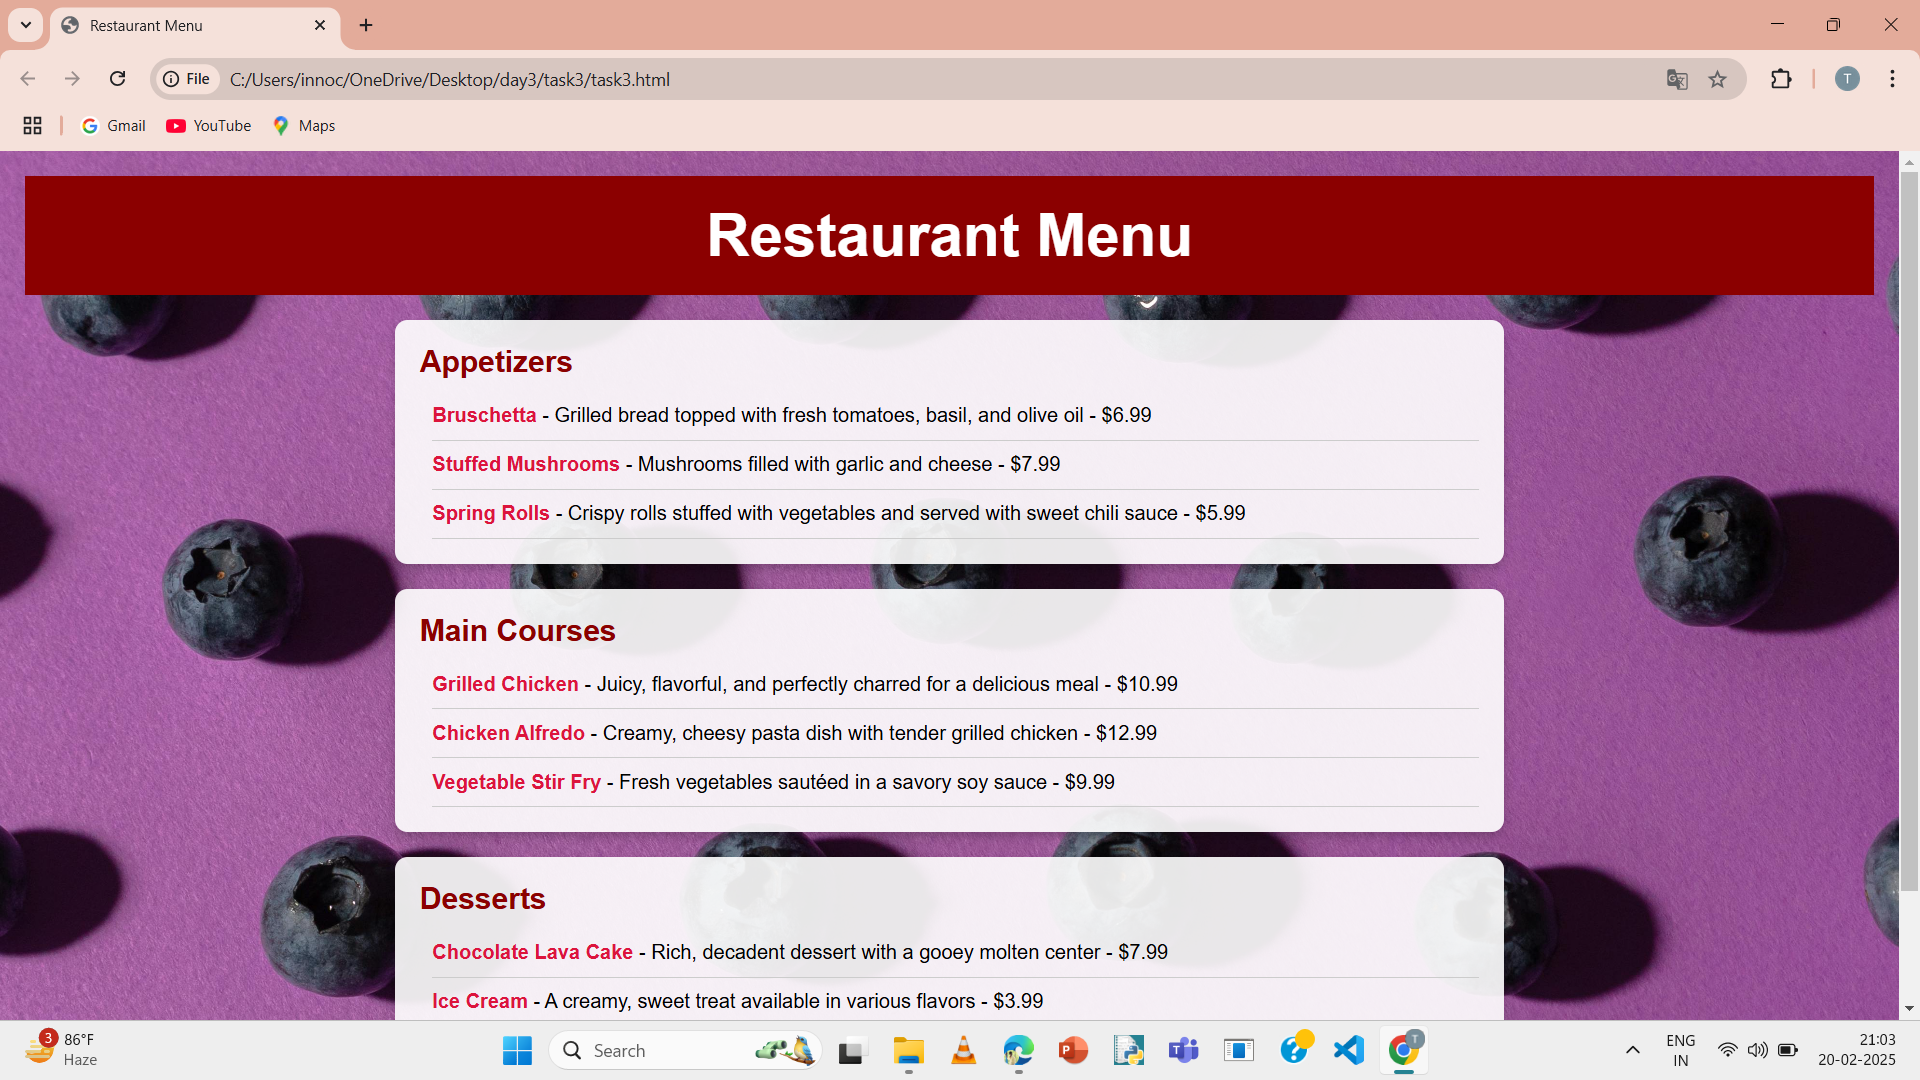 Restaurant Menu
File
C:/Users/innoc/OneDrive/Desktop/day3/task3/task3.html
T
Gmail
YouTube
Maps
Restaurant Menu
Appetizers
Bruschetta - Grilled bread topped with fresh tomatoes, basil, and olive oil - $6.99
Stuffed Mushrooms - Mushrooms filled with garlic and cheese - $7.99
Spring Rolls - Crispy rolls stuffed with vegetables and served with sweet chili sauce - $5.99
Main Courses
Grilled Chicken - Juicy, flavorful, and perfectly charred for a delicious meal - $10.99
Chicken Alfredo - Creamy, cheesy pasta dish with tender grilled chicken - $12.99
Vegetable Stir Fry - Fresh vegetables sautéed in a savory soy sauce - $9.99
Desserts
Chocolate Lava Cake - Rich, decadent dessert with a gooey molten center - $7.99
Ice Cream - A creamy, sweet treat available in various flavors - $3.99
3
86°F
Haze
Search
T
ENG
IN
21:03
20-02-2025